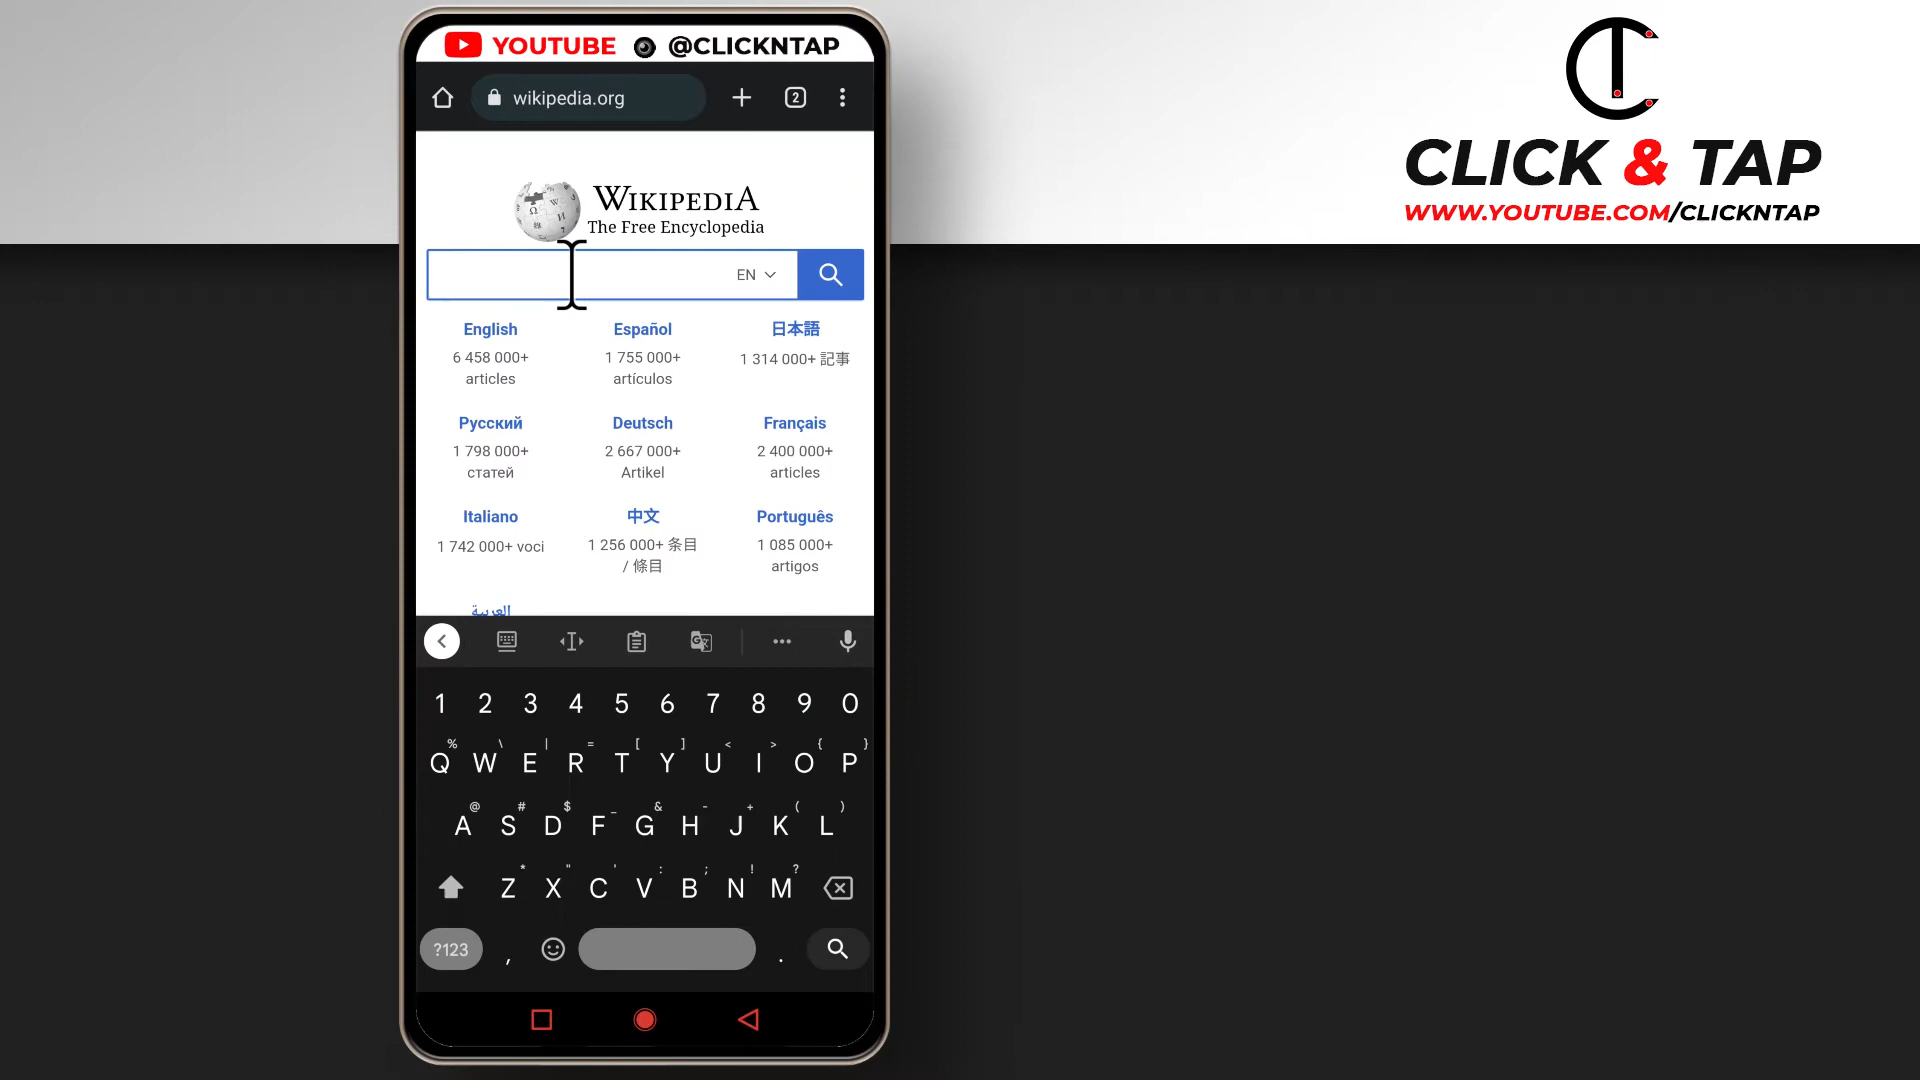 YOUTUBE @CLICKNTAP
wikipedia.org
2
WIKIPEDIA
The Free Encyclopedia
EN
English
6 458 000+
articles
Español
1 755 000+
artículos
日本語
1 314 000+ 記事
Русский
1 798 000+
статей
Deutsch
2 667 000+
Artikel
Français
2 400 000+
articles
Italiano
1 742 000+ voci
中文
1 256 000+ 条目
/ 條目
Português
1 085 000+
artigos
العربية
1 2 3 4 5 6 7 8 9 0
% \ | = [ ] < > { }
Q W E R T Y U I O P
@ # $ _ & - + ( )
A S D F G H J K L
* " ' : ; ! ?
Z X C V B N M
?123 , .
CLICK & TAP
WWW.YOUTUBE.COM/CLICKNTAP